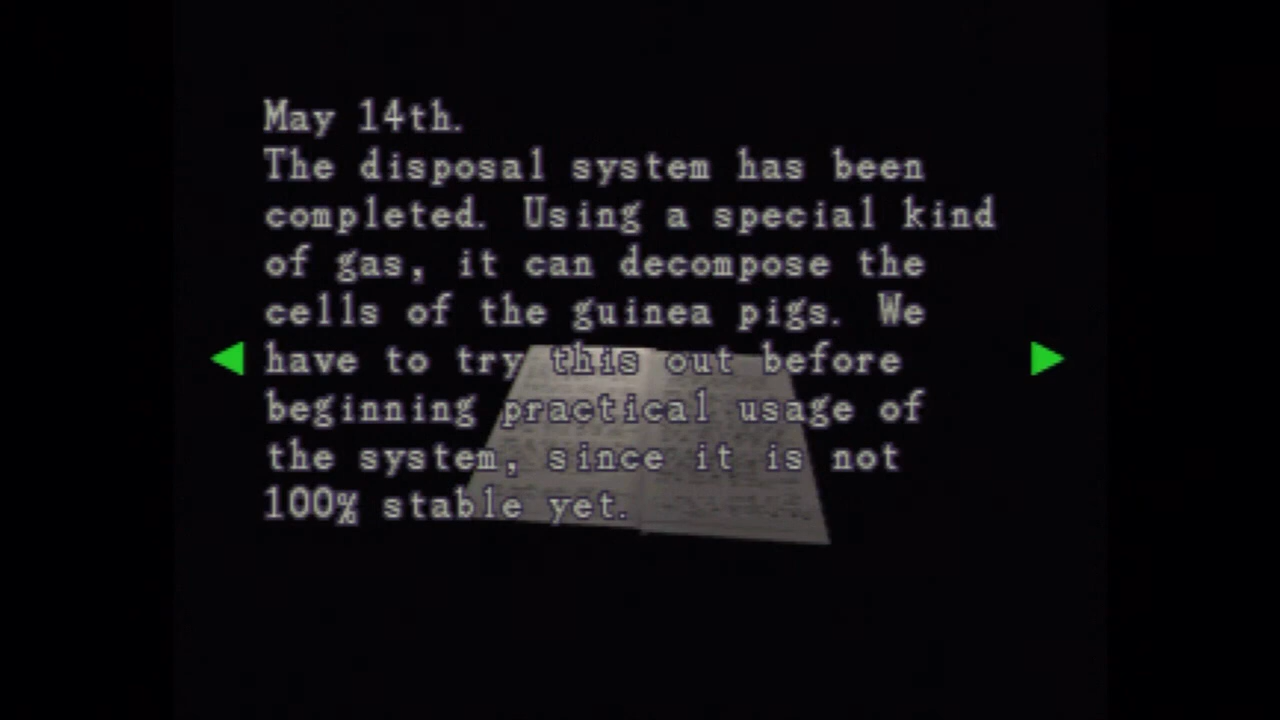 May 14th.
The disposal system has been
completed. Using a special kind
of gas, it can decompose the
cells of the guinea pigs. We
have to try this out before
beginning practical usage of
the system, since it is not
100% stable yet.